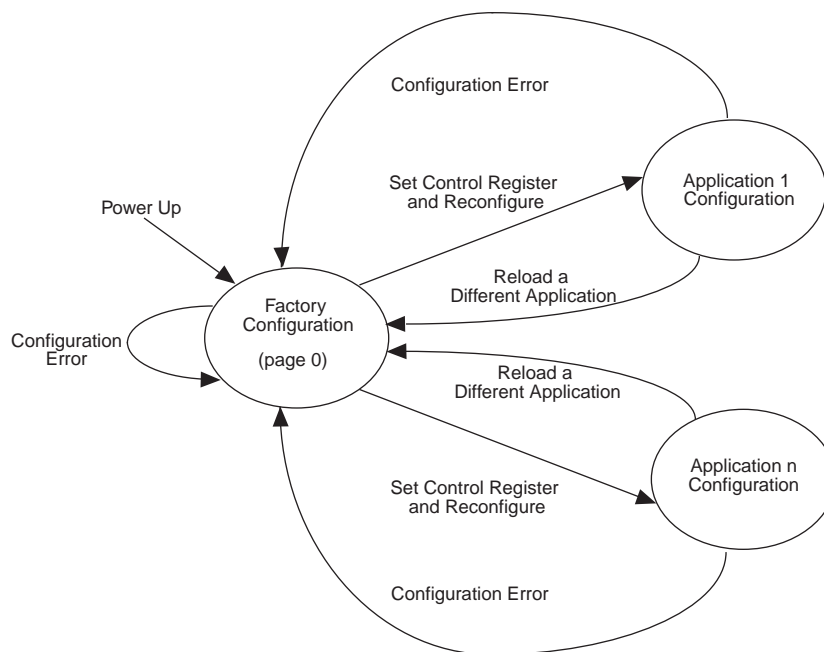 Configuration Error
Set Control Register
and Reconfigure
Application 1
Configuration
Power Up
Reload a
Different Application
Factory
Configuration
(page 0)
Configuration
Error
Reload a
Different Application
Application n
Configuration
Set Control Register
and Reconfigure
Configuration Error